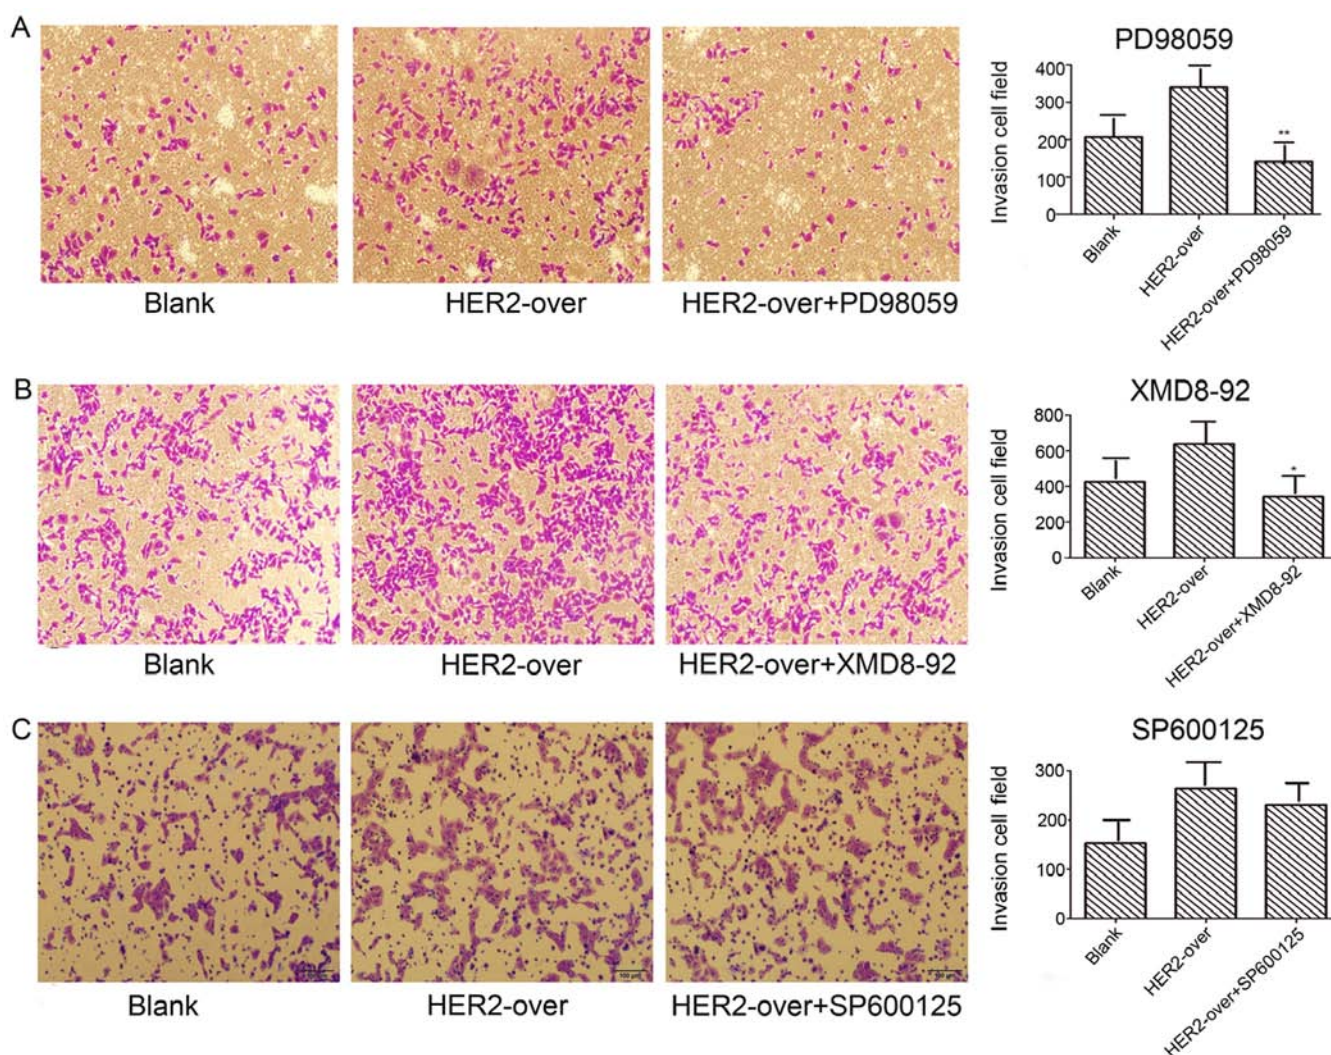 A
Blank
HER2-over
HER2-over+PD98059
PD98059
Invasion cell field
400
300
200
100
0
Blank
HER2-over
HER2-over+PD98059
**
B
Blank
HER2-over
HER2-over+XMD8-92
XMD8-92
Invasion cell field
800
600
400
200
0
Blank
HER2-over
HER2-over+XMD8-92
*
C
100 μm
Blank
HER2-over
HER2-over+SP600125
SP600125
Invasion cell field
300
200
100
0
Blank
HER2-over
HER2-over+SP600125